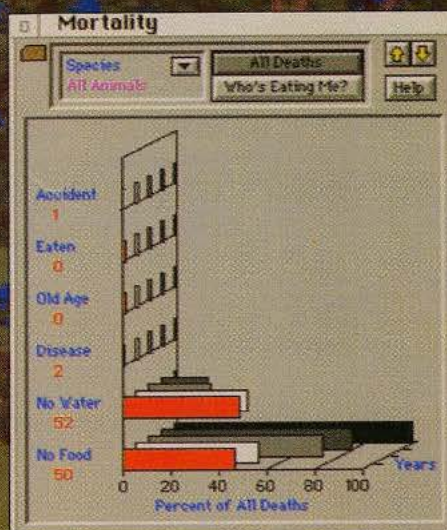 Mortality
Species
All Animals
All Deaths
Who's Eating Me?
Help
Accident
1
Eaten
0
Old Age
0
Disease
2
No Water
52
No Food
50
0 20 40 60 80 100
Years
Percent of All Deaths